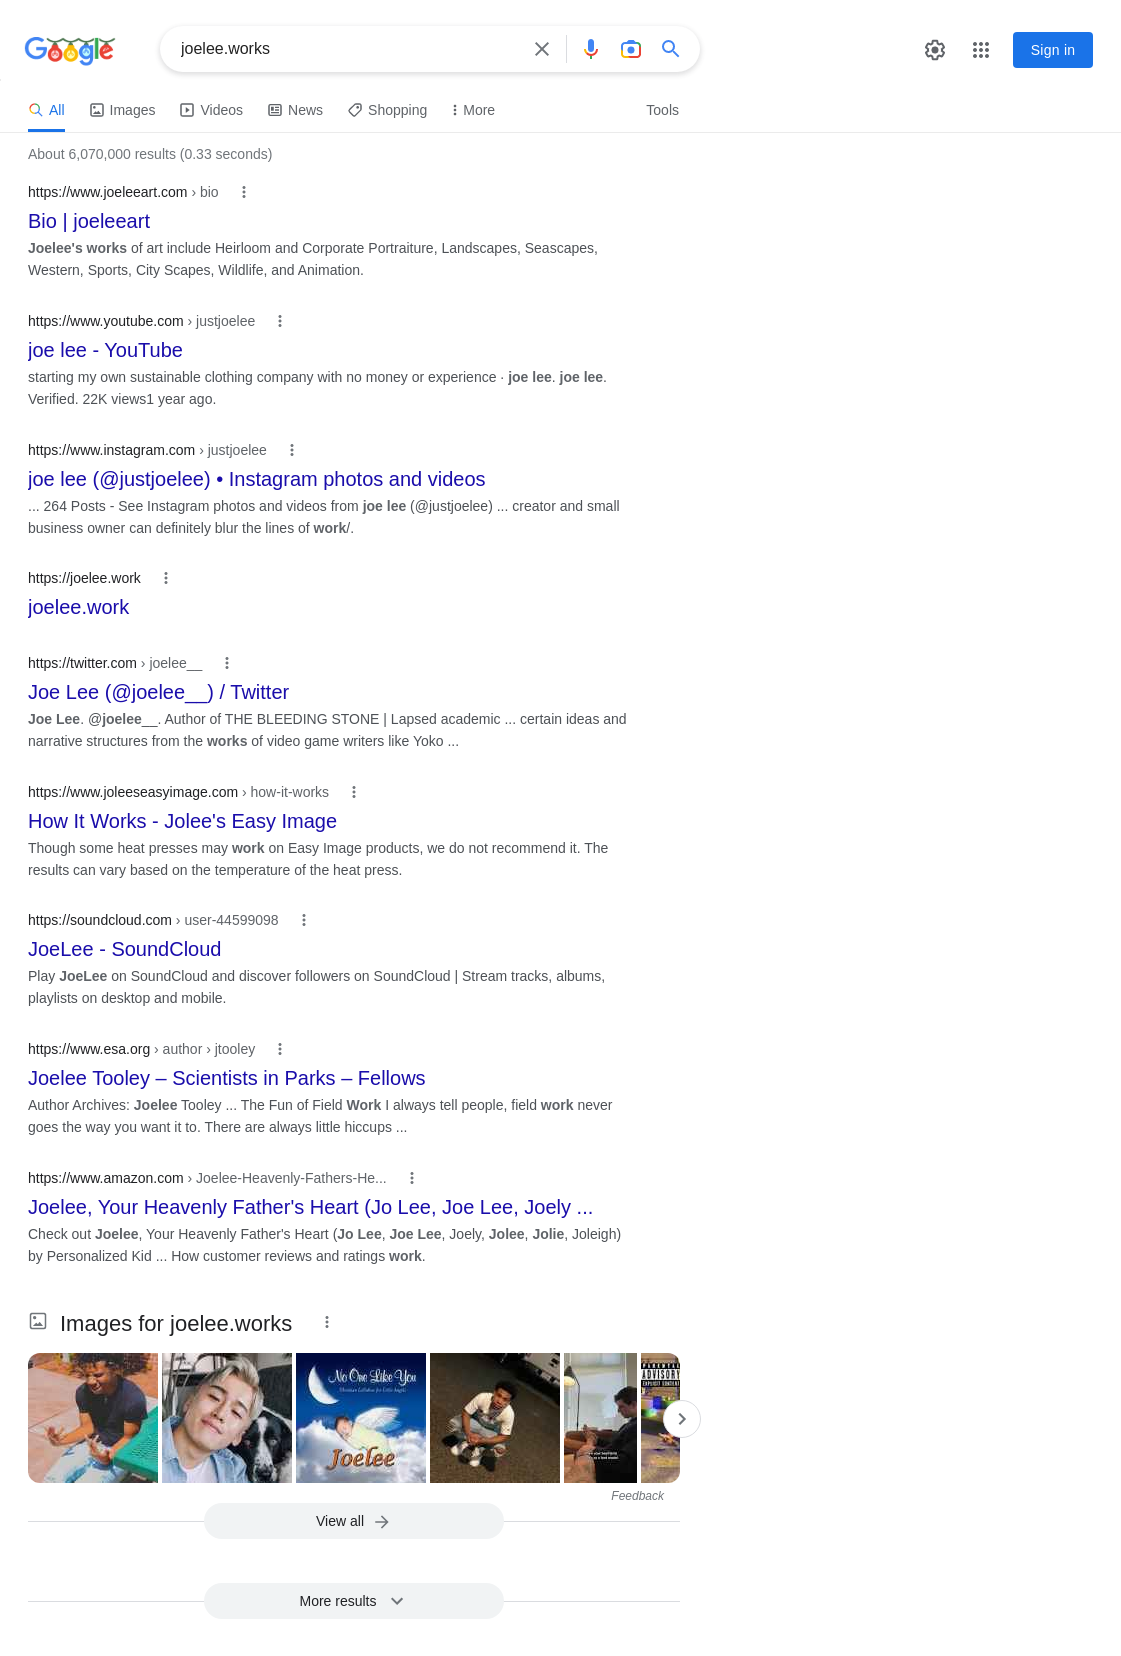 Google
joelee.works
Sign in
All
Images
Videos
News
Shopping
More
Tools
About 6,070,000 results (0.33 seconds)
https://www.joeleeart.com › bio
Bio | joeleeart
Joelee's works of art include Heirloom and Corporate Portraiture, Landscapes, Seascapes,
Western, Sports, City Scapes, Wildlife, and Animation.
https://www.youtube.com › justjoelee
joe lee - YouTube
starting my own sustainable clothing company with no money or experience · joe lee. joe lee.
Verified. 22K views1 year ago.
https://www.instagram.com › justjoelee
joe lee (@justjoelee) • Instagram photos and videos
... 264 Posts - See Instagram photos and videos from joe lee (@justjoelee) ... creator and small
business owner can definitely blur the lines of work/.
https://joelee.work
joelee.work
https://twitter.com › joelee__
Joe Lee (@joelee__) / Twitter
Joe Lee. @joelee__. Author of THE BLEEDING STONE | Lapsed academic ... certain ideas and
narrative structures from the works of video game writers like Yoko ...
https://www.joleeseasyimage.com › how-it-works
How It Works - Jolee's Easy Image
Though some heat presses may work on Easy Image products, we do not recommend it. The
results can vary based on the temperature of the heat press.
https://soundcloud.com › user-44599098
JoeLee - SoundCloud
Play JoeLee on SoundCloud and discover followers on SoundCloud | Stream tracks, albums,
playlists on desktop and mobile.
https://www.esa.org › author › jtooley
Joelee Tooley – Scientists in Parks – Fellows
Author Archives: Joelee Tooley ... The Fun of Field Work I always tell people, field work never
goes the way you want it to. There are always little hiccups ...
https://www.amazon.com › Joelee-Heavenly-Fathers-He...
Joelee, Your Heavenly Father's Heart (Jo Lee, Joe Lee, Joely ...
Check out Joelee, Your Heavenly Father's Heart (Jo Lee, Joe Lee, Joely, Jolee, Jolie, Joleigh)
by Personalized Kid ... How customer reviews and ratings work.
Images for joelee.works
No One Like You
Christian Lullabies for Little Angels
Joelee
PARENTAL
ADVISORY
EXPLICIT CONTENT
Feedback
View all
More results